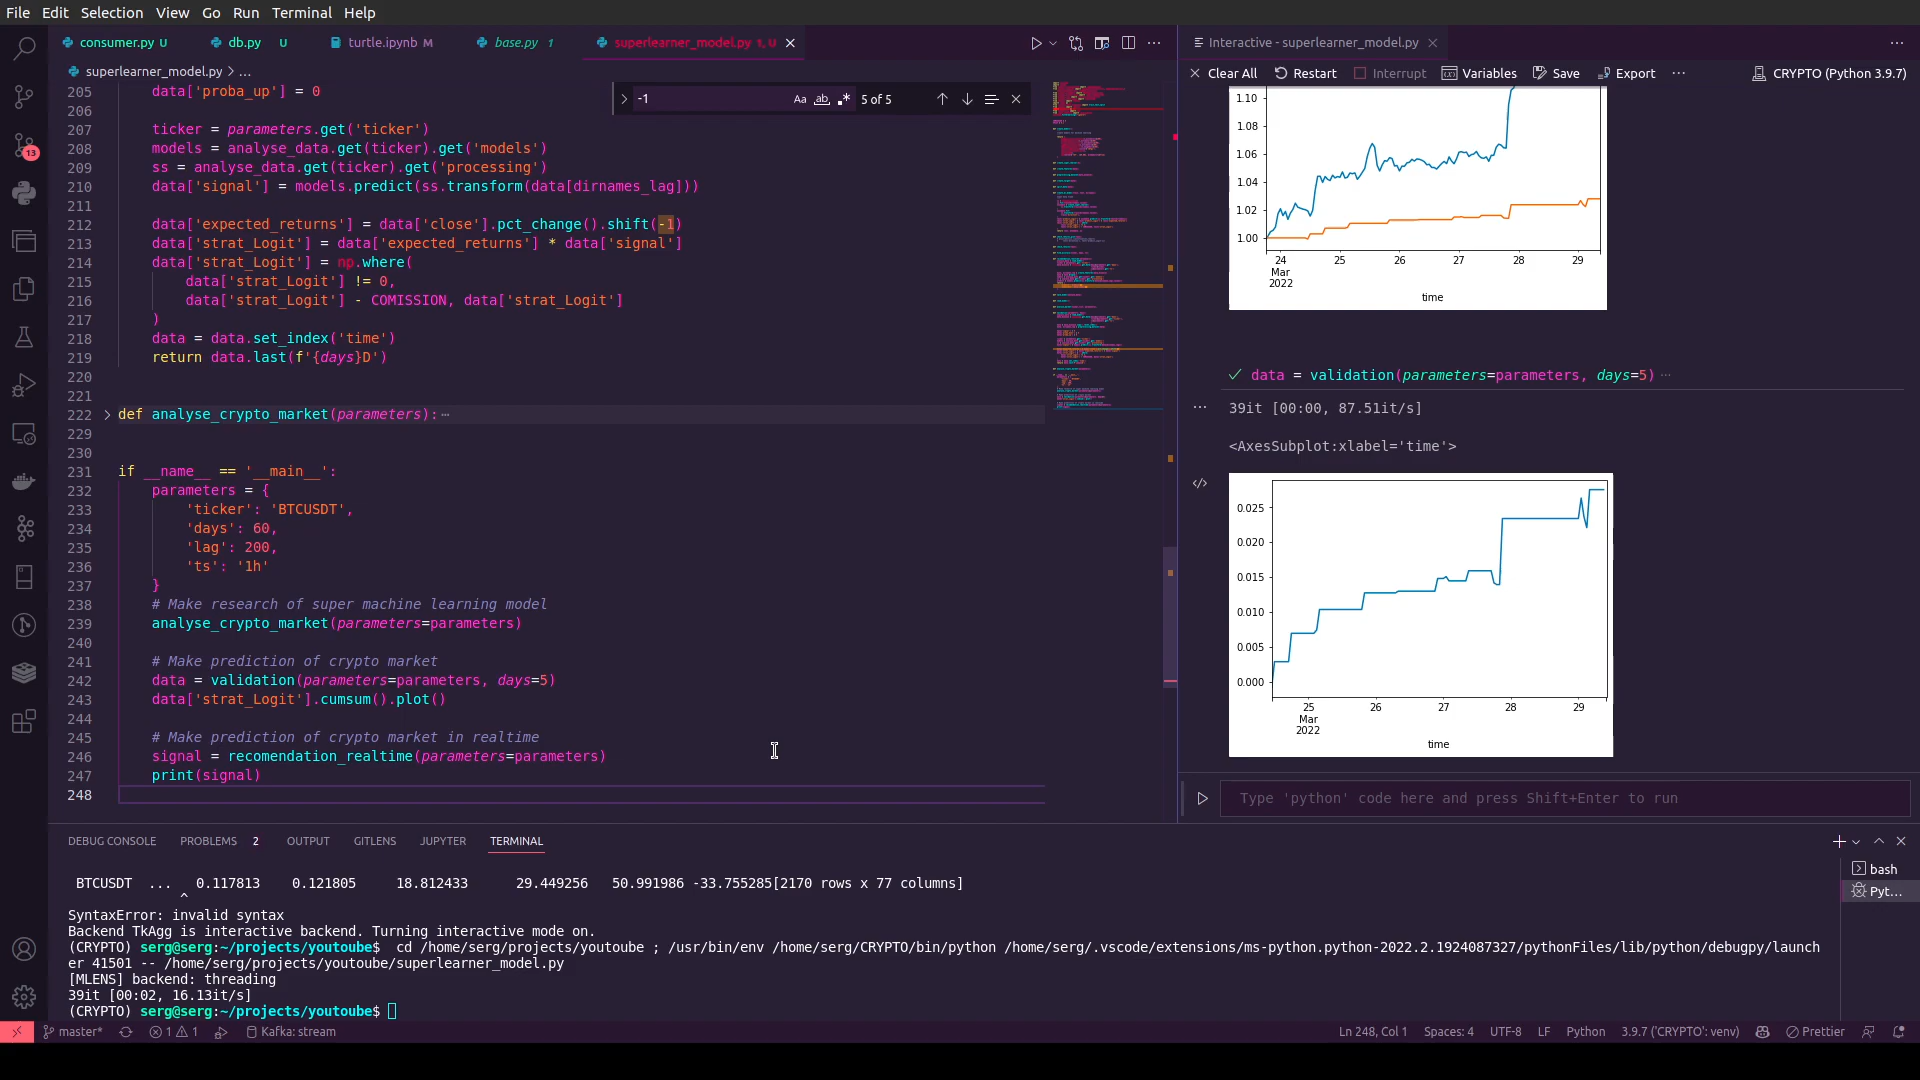 File Edit Selection View Go Run Terminal Help
consumer.py U db.py U turtle.ipynb M base.py 1 superlearner_model.py 1, U
superlearner_model.py > ...
-1 Aa ab .* 5 of 5
205 data['proba_up'] = 0
206
207 ticker = parameters.get('ticker')
208 models = analyse_data.get(ticker).get('models')
209 ss = analyse_data.get(ticker).get('processing')
210 data['signal'] = models.predict(ss.transform(data[dirnames_lag]))
211
212 data['expected_returns'] = data['close'].pct_change().shift(-1)
213 data['strat_Logit'] = data['expected_returns'] * data['signal']
214 data['strat_Logit'] = np.where(
215 data['strat_Logit'] != 0,
216 data['strat_Logit'] - COMISSION, data['strat_Logit']
217 )
218 data = data.set_index('time')
219 return data.last(f'{days}D')
220
221
222 def analyse_crypto_market(parameters): ⋯
229
230
231 if __name__ == '__main__':
232 parameters = {
233 'ticker': 'BTCUSDT',
234 'days': 60,
235 'lag': 200,
236 'ts': '1h'
237 }
238 # Make research of super machine learning model
239 analyse_crypto_market(parameters=parameters)
240
241 # Make prediction of crypto market
242 data = validation(parameters=parameters, days=5)
243 data['strat_Logit'].cumsum().plot()
244
245 # Make prediction of crypto market in realtime
246 signal = recomendation_realtime(parameters=parameters)
247 print(signal)
248
Interactive - superlearner_model.py
Clear All Restart Interrupt Variables Save Export ⋯ CRYPTO (Python 3.9.7)
1.10
1.08
1.06
1.04
1.02
1.00
24 25 26 27 28 29
Mar
2022
time
data = validation(parameters=parameters, days=5) ⋯
39it [00:00, 87.51it/s]
<AxesSubplot:xlabel='time'>
0.025
0.020
0.015
0.010
0.005
0.000
25 26 27 28 29
Mar
2022
time
Type 'python' code here and press Shift+Enter to run
13
DEBUG CONSOLE PROBLEMS 2 OUTPUT GITLENS JUPYTER TERMINAL
BTCUSDT ... 0.117813 0.121805 18.812433 29.449256 50.991986 -33.755285[2170 rows x 77 columns]
^
SyntaxError: invalid syntax
Backend TkAgg is interactive backend. Turning interactive mode on.
(CRYPTO) serg@serg:~/projects/youtoube$ cd /home/serg/projects/youtoube ; /usr/bin/env /home/serg/CRYPTO/bin/python /home/serg/.vscode/extensions/ms-python.python-2022.2.1924087327/pythonFiles/lib/python/debugpy/launch
er 41501 -- /home/serg/projects/youtoube/superlearner_model.py
[MLENS] backend: threading
39it [00:02, 16.13it/s]
(CRYPTO) serg@serg:~/projects/youtoube$
bash
Pyt...
master* 1 1 Kafka: stream Ln 248, Col 1 Spaces: 4 UTF-8 LF Python 3.9.7 ('CRYPTO': venv) Prettier